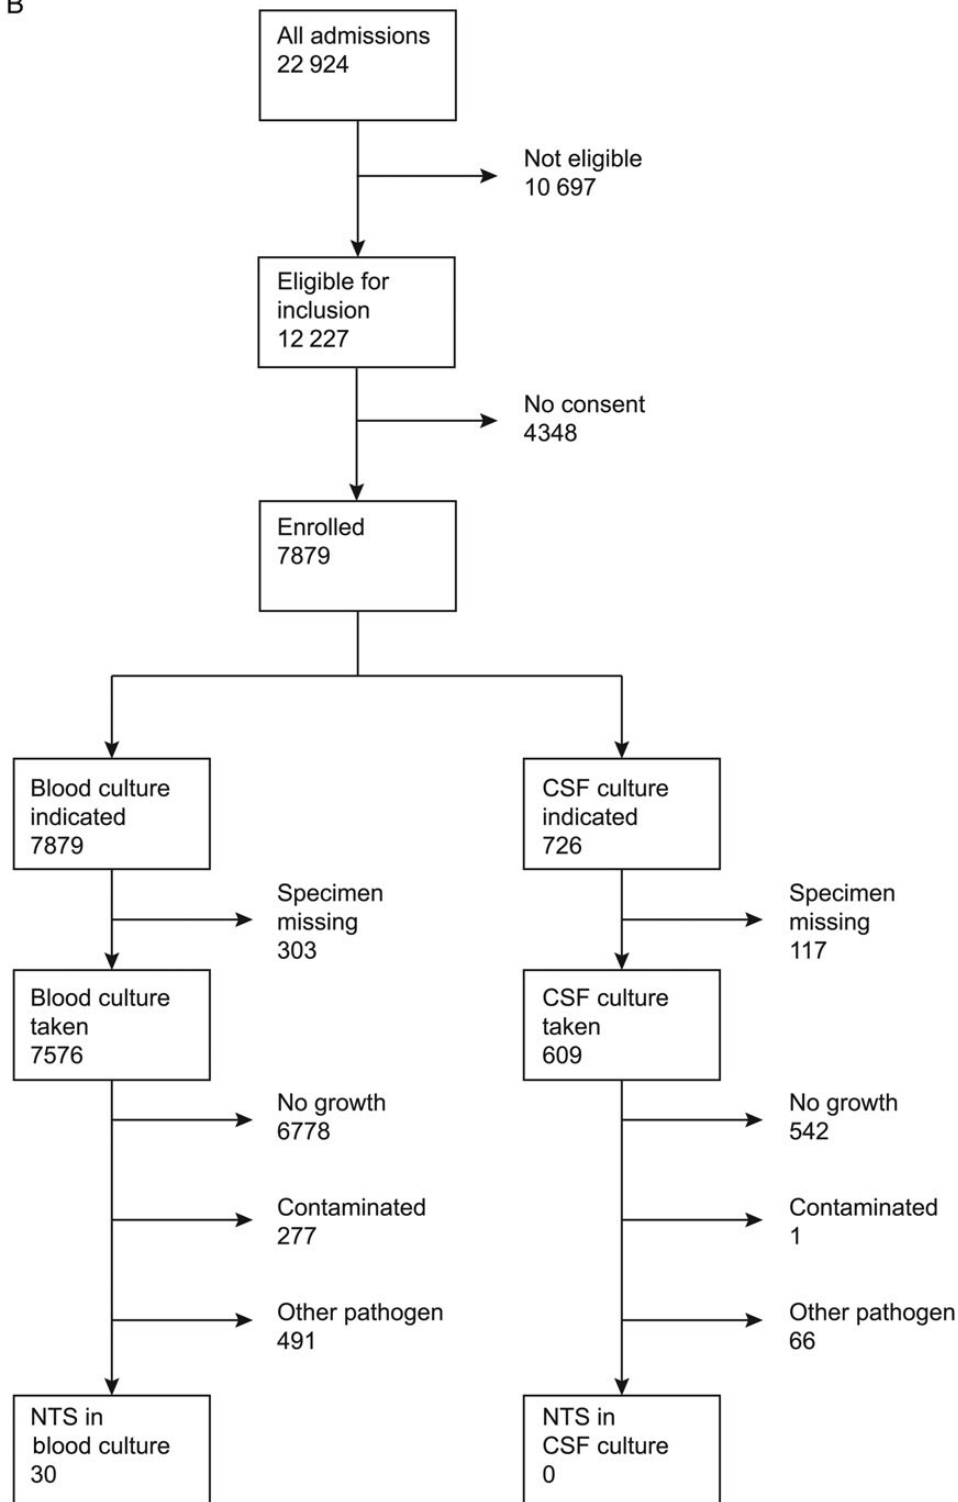 B
All admissions
22 924
Not eligible
10 697
Eligible for
inclusion
12 227
No consent
4348
Enrolled
7879
Blood culture
indicated
7879
CSF culture
indicated
726
Specimen
missing
303
Specimen
missing
117
Blood culture
taken
7576
CSF culture
taken
609
No growth
6778
No growth
542
Contaminated
277
Contaminated
1
Other pathogen
491
Other pathogen
66
NTS in
blood culture
30
NTS in
CSF culture
0